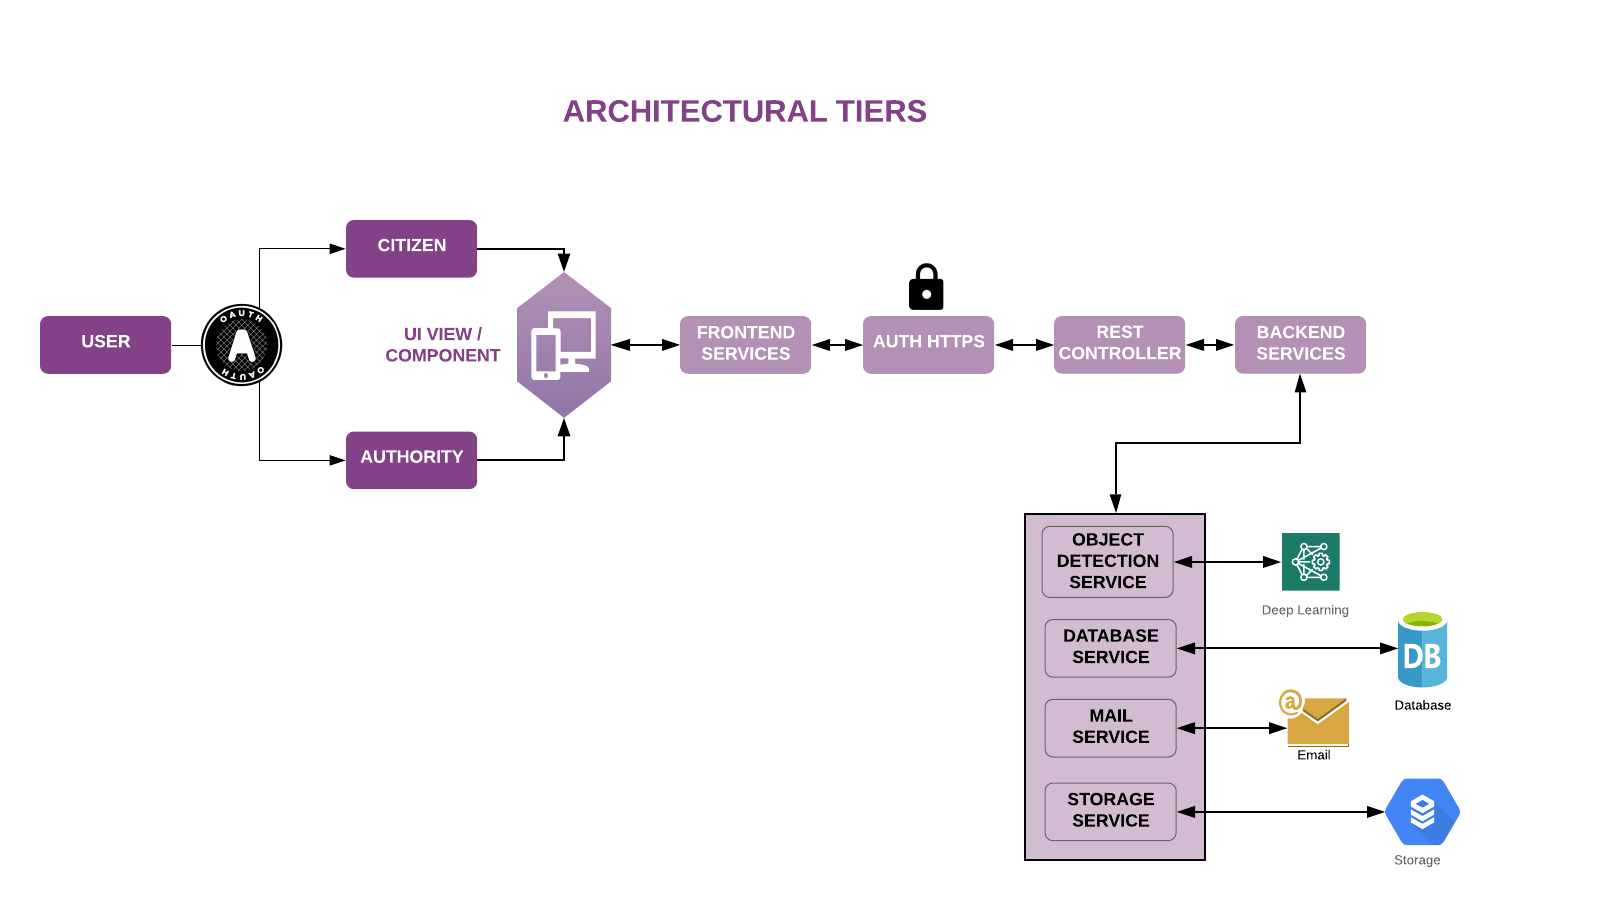 ARCHITECTURAL TIERS
USER
OAUTH
A
OAUTH
CITIZEN
AUTHORITY
UI VIEW /
COMPONENT
FRONTEND
SERVICES
AUTH HTTPS
REST
CONTROLLER
BACKEND
SERVICES
OBJECT
DETECTION
SERVICE
Deep Learning
DATABASE
SERVICE
DB
Database
MAIL
SERVICE
@
Email
STORAGE
SERVICE
Storage